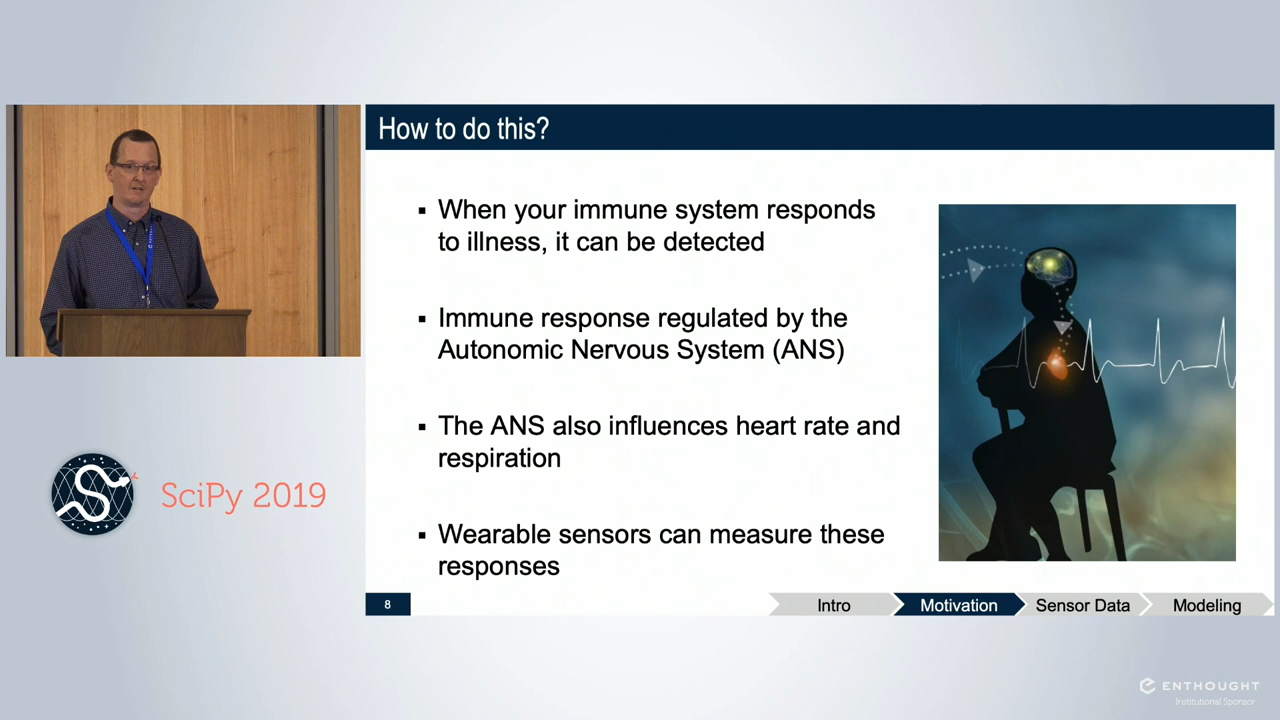 How to do this?
▪ When your immune system responds
to illness, it can be detected
▪ Immune response regulated by the
Autonomic Nervous System (ANS)
▪ The ANS also influences heart rate and
respiration
▪ Wearable sensors can measure these
responses
8
Intro Motivation Sensor Data Modeling
SciPy 2019
ENTHOUGHT
Institutional Sponsor